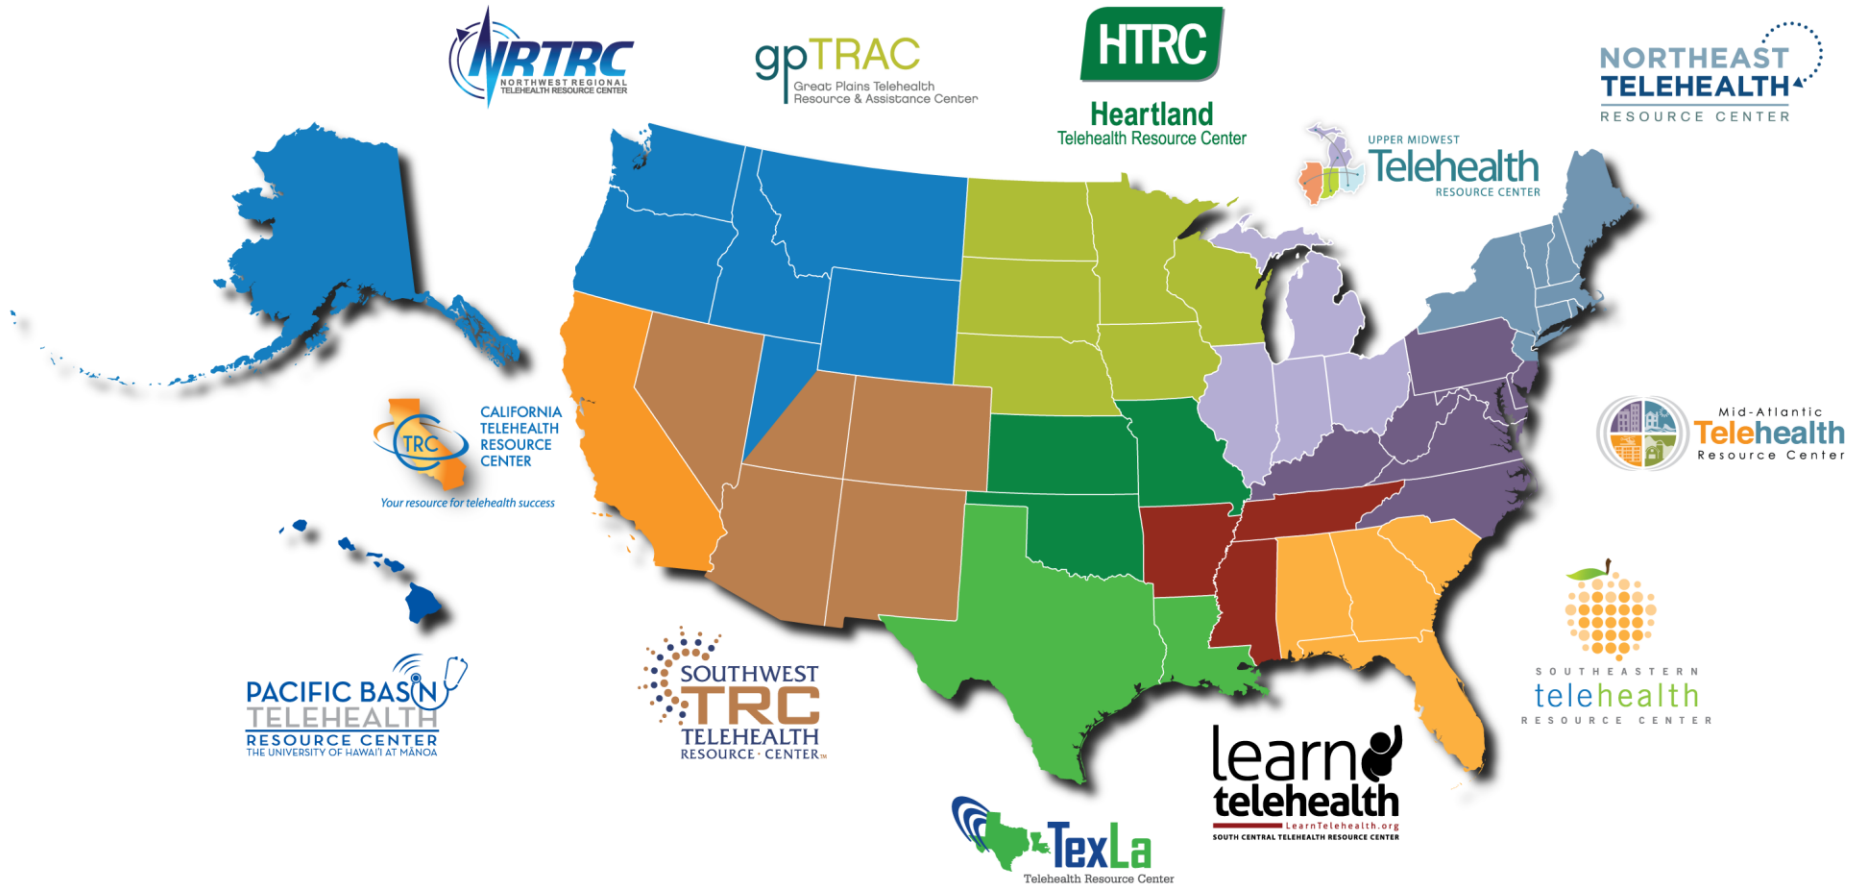 NRTRC
NORTHWEST REGIONAL
TELEHEALTH RESOURCE CENTER
gpTRAC
Great Plains Telehealth
Resource & Assistance Center
HTRC
Heartland
Telehealth Resource Center
UPPER MIDWEST
Telehealth
RESOURCE CENTER
NORTHEAST
TELEHEALTH
RESOURCE CENTER
TRC
CALIFORNIA
TELEHEALTH
RESOURCE
CENTER
Your resource for telehealth success
Mid-Atlantic
Telehealth
Resource Center
PACIFIC BASIN
TELEHEALTH
RESOURCE CENTER
THE UNIVERSITY OF HAWAI'I AT MĀNOA
SOUTHWEST
TRC
TELEHEALTH
RESOURCE · CENTER™
SOUTHEASTERN
telehealth
RESOURCE CENTER
learn
telehealth
LearnTelehealth.org
SOUTH CENTRAL TELEHEALTH RESOURCE CENTER
TexLa
Telehealth Resource Center